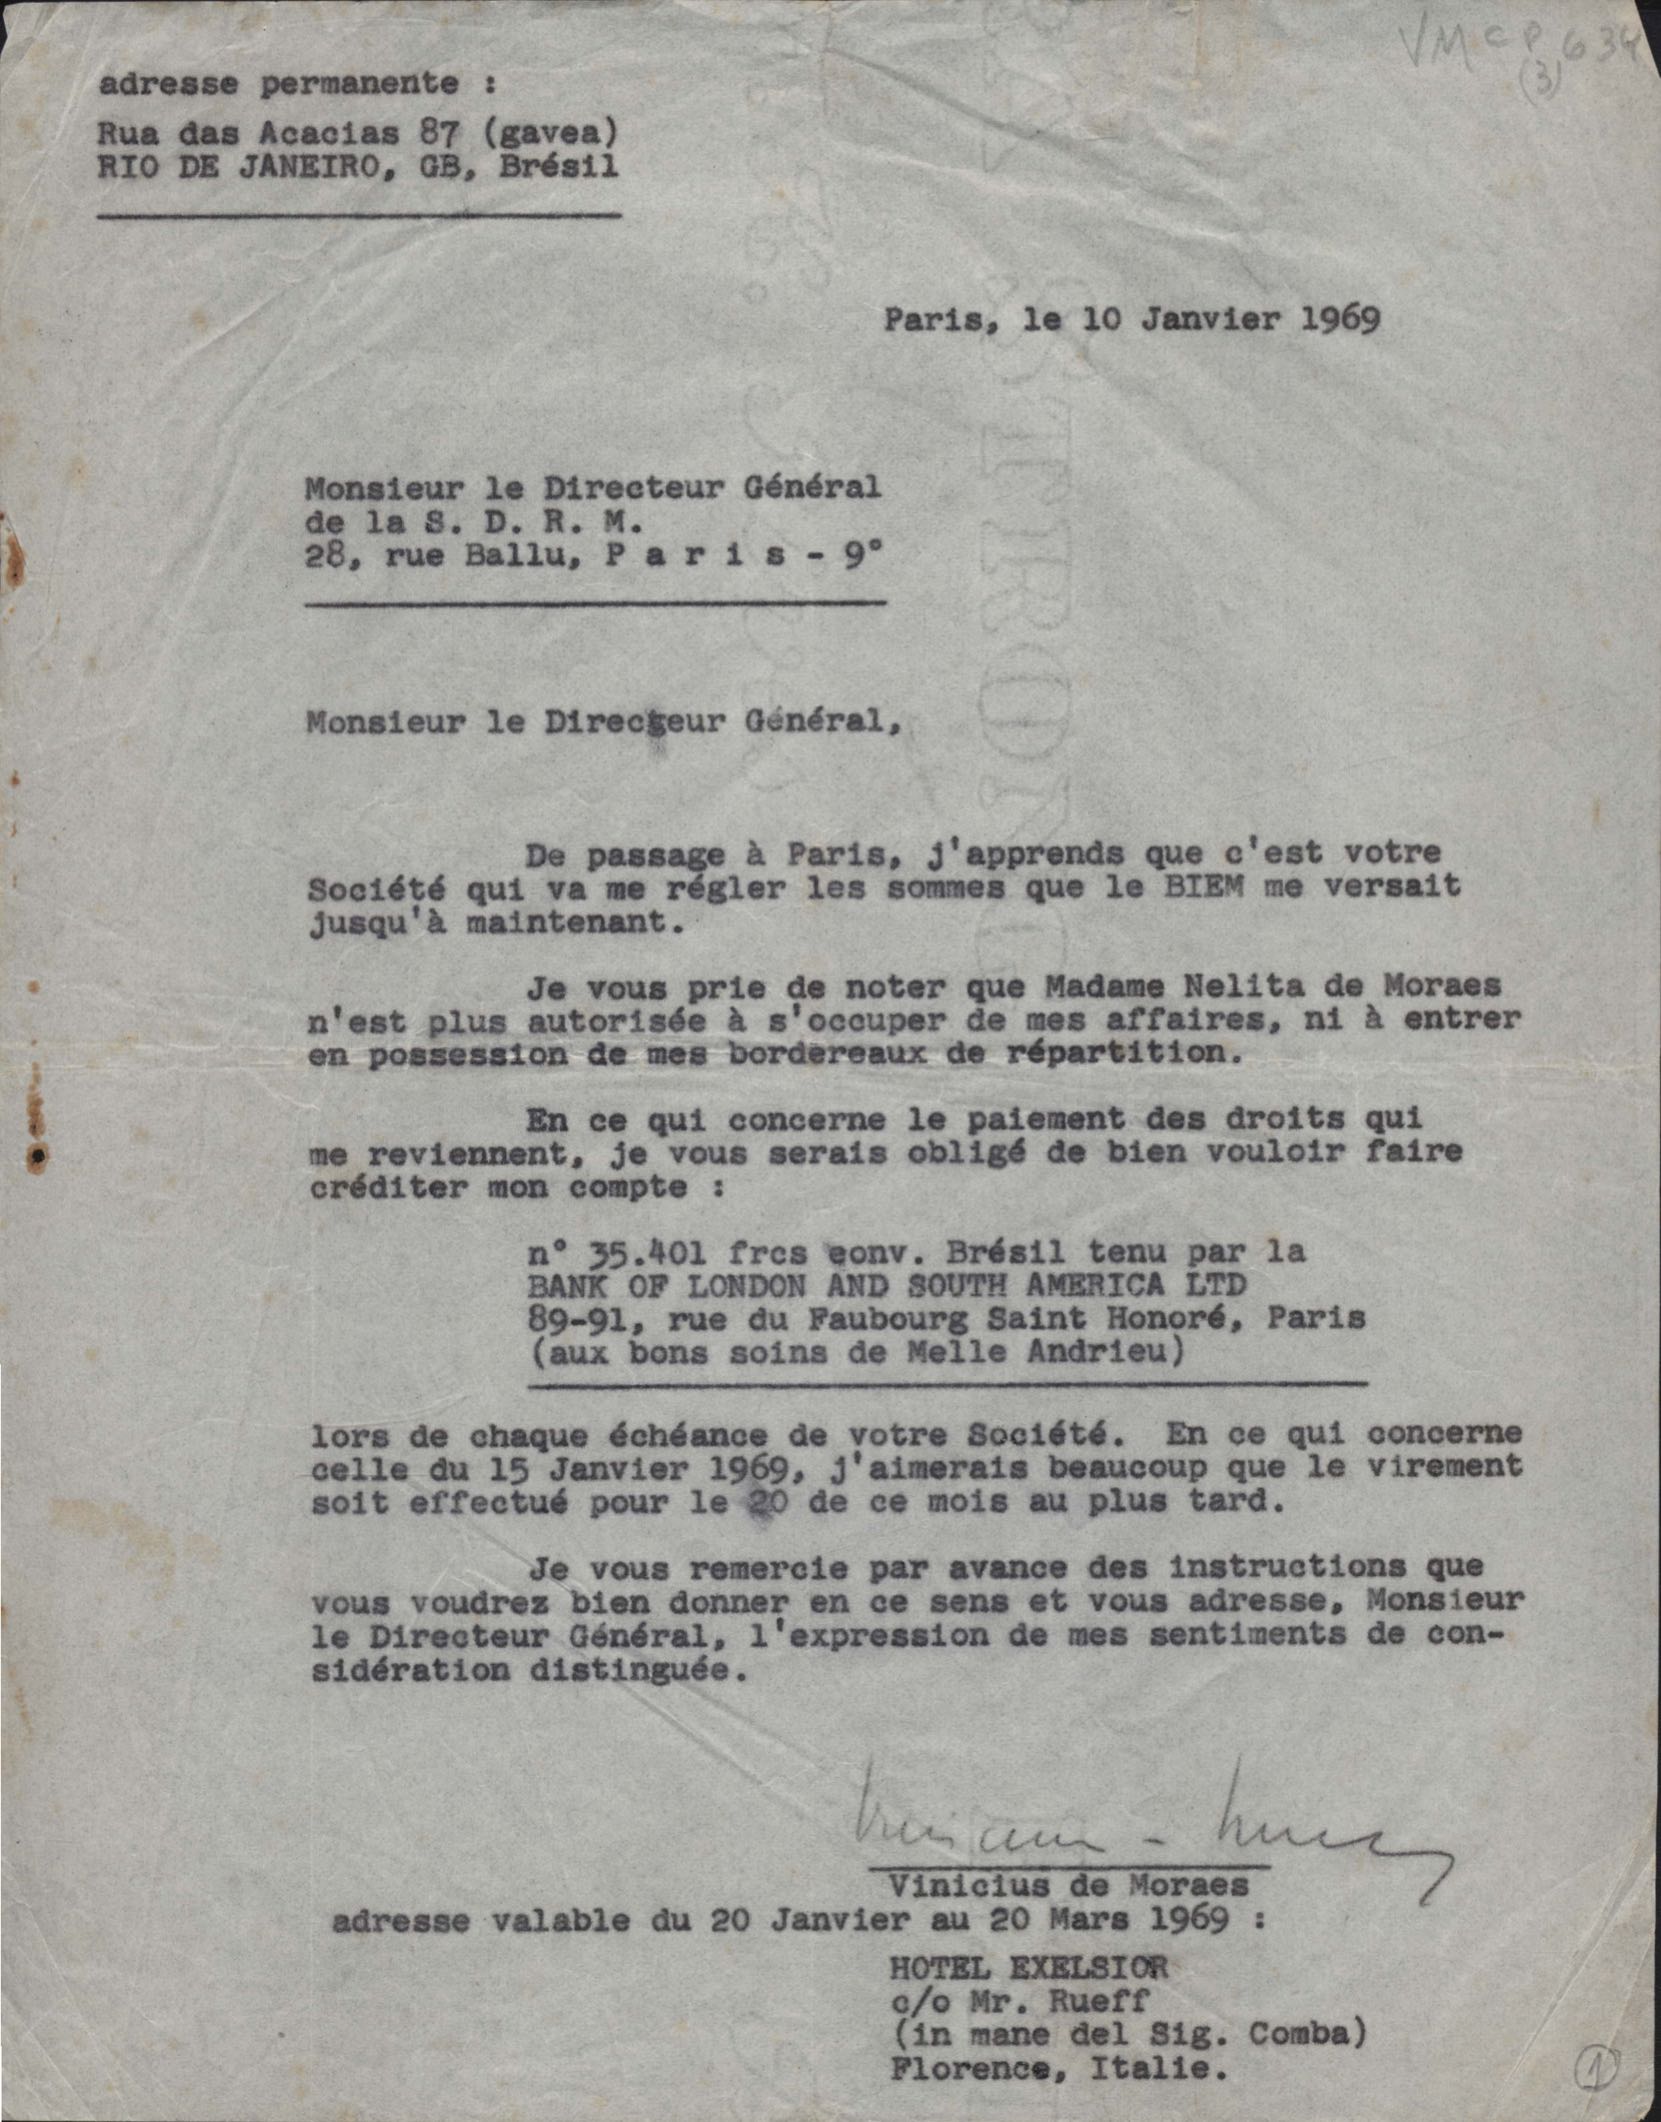 VMcp 634
(3)
adresse permanente :
Rua das Acacias 87 (gavea)
RIO DE JANEIRO, GB, Brésil
Paris, le 10 Janvier 1969
Monsieur le Directeur Général
de la S. D. R. M.
28, rue Ballu, P a r i s - 9°
Monsieur le Directeur Général,
De passage à Paris, j'apprends que c'est votre
Société qui va me régler les sommes que le BIEM me versait
jusqu'à maintenant.
Je vous prie de noter que Madame Nelita de Moraes
n'est plus autorisée à s'occuper de mes affaires, ni à entrer
en possession de mes bordereaux de répartition.
En ce qui concerne le paiement des droits qui
me reviennent, je vous serais obligé de bien vouloir faire
créditer mon compte :
n° 35.401 frcs conv. Brésil tenu par la
BANK OF LONDON AND SOUTH AMERICA LTD
89-91, rue du Faubourg Saint Honoré, Paris
(aux bons soins de Melle Andrieu)
lors de chaque échéance de votre Société. En ce qui concerne
celle du 15 Janvier 1969, j'aimerais beaucoup que le virement
soit effectué pour le 20 de ce mois au plus tard.
Je vous remercie par avance des instructions que
vous voudrez bien donner en ce sens et vous adresse, Monsieur
le Directeur Général, l'expression de mes sentiments de con-
sidération distinguée.
Vinicius de Moraes
adresse valable du 20 Janvier au 20 Mars 1969 :
HOTEL EXELSIOR
c/o Mr. Rueff
(in mane del Sig. Comba)
Florence, Italie.
1